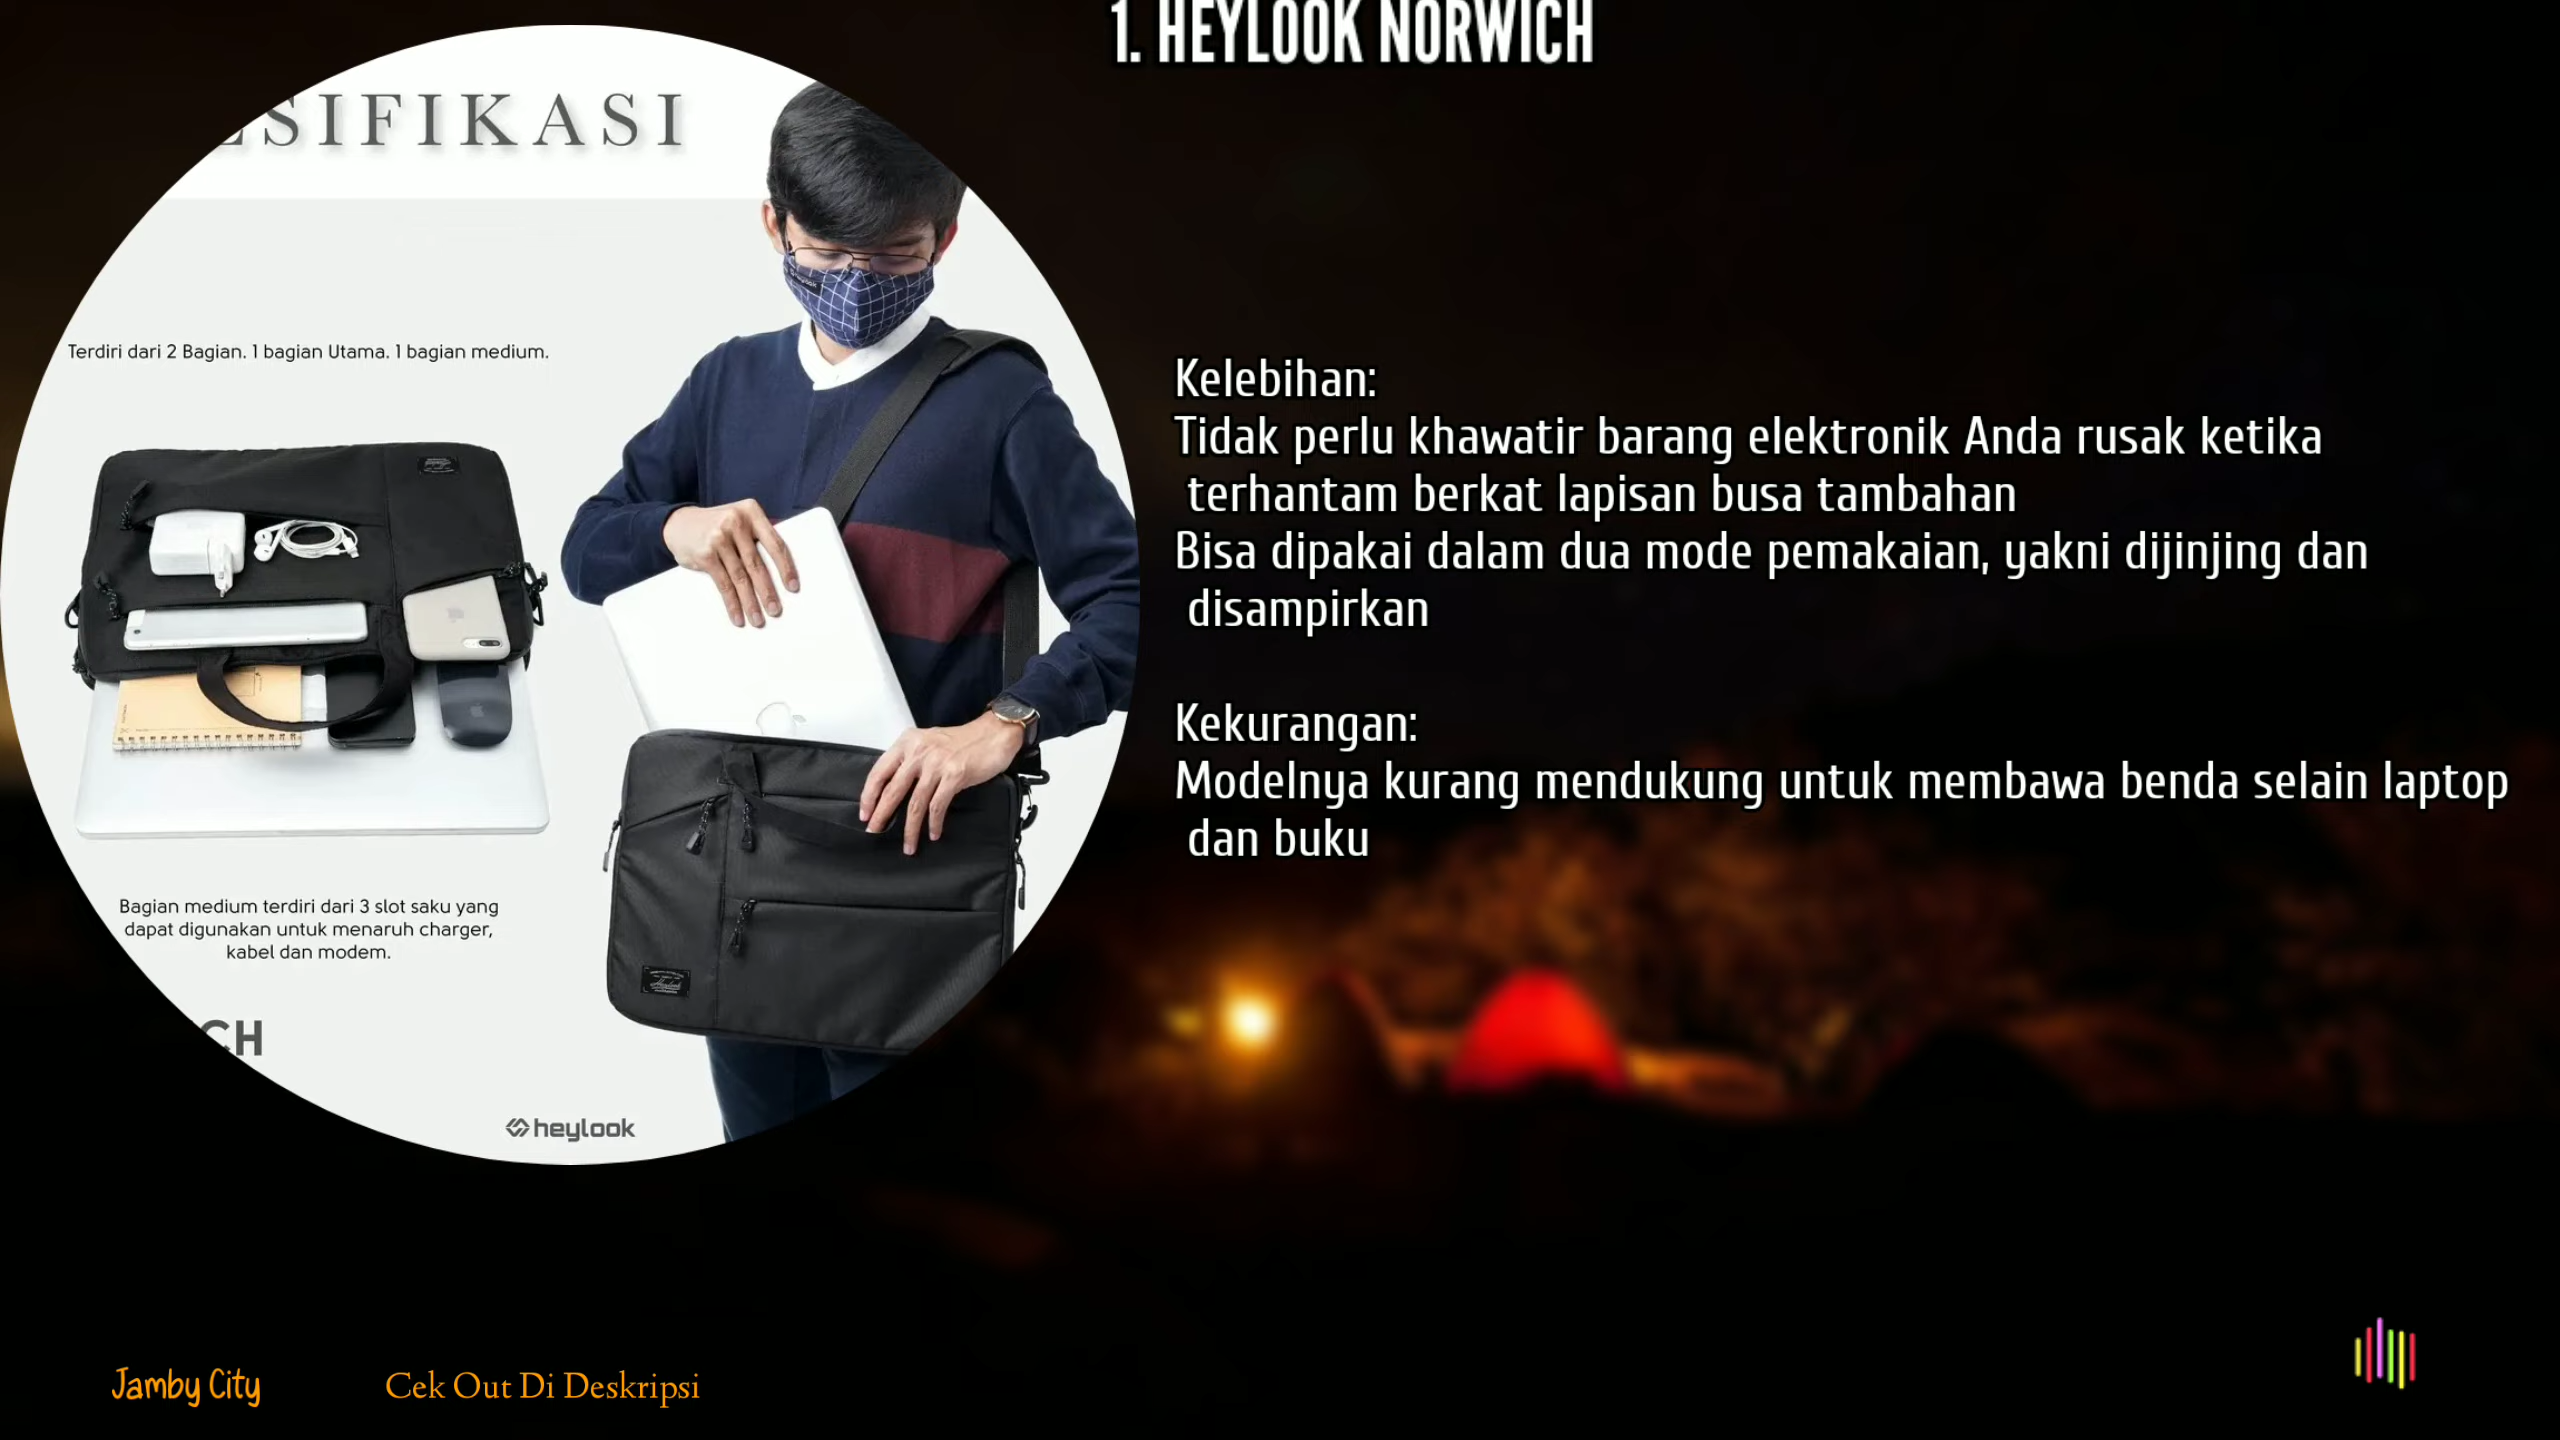 1. HEYLOOK NORWICH
ESIFIKASI
Terdiri dari 2 Bagian. 1 bagian Utama. 1 bagian medium.
Bagian medium terdiri dari 3 slot saku yang
dapat digunakan untuk menaruh charger,
kabel dan modem.
CH
heylook
Kelebihan:
Tidak perlu khawatir barang elektronik Anda rusak ketika
terhantam berkat lapisan busa tambahan
Bisa dipakai dalam dua mode pemakaian, yakni dijinjing dan
disampirkan
Kekurangan:
Modelnya kurang mendukung untuk membawa benda selain laptop
dan buku
Jamby City
Cek Out Di Deskripsi